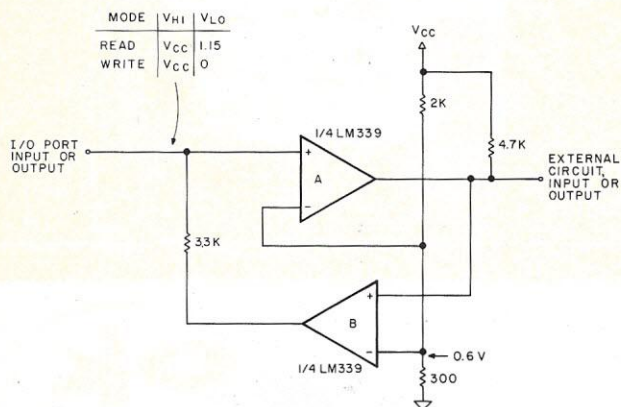 MODE VHI VLO
READ VCC 1.15
WRITE VCC 0
VCC
2K
1/4 LM339
4.7K
I/O PORT
INPUT OR
OUTPUT
+
A
−
EXTERNAL
CIRCUIT,
INPUT OR
OUTPUT
3.3K
+
B
−
0.6 V
1/4 LM339
300